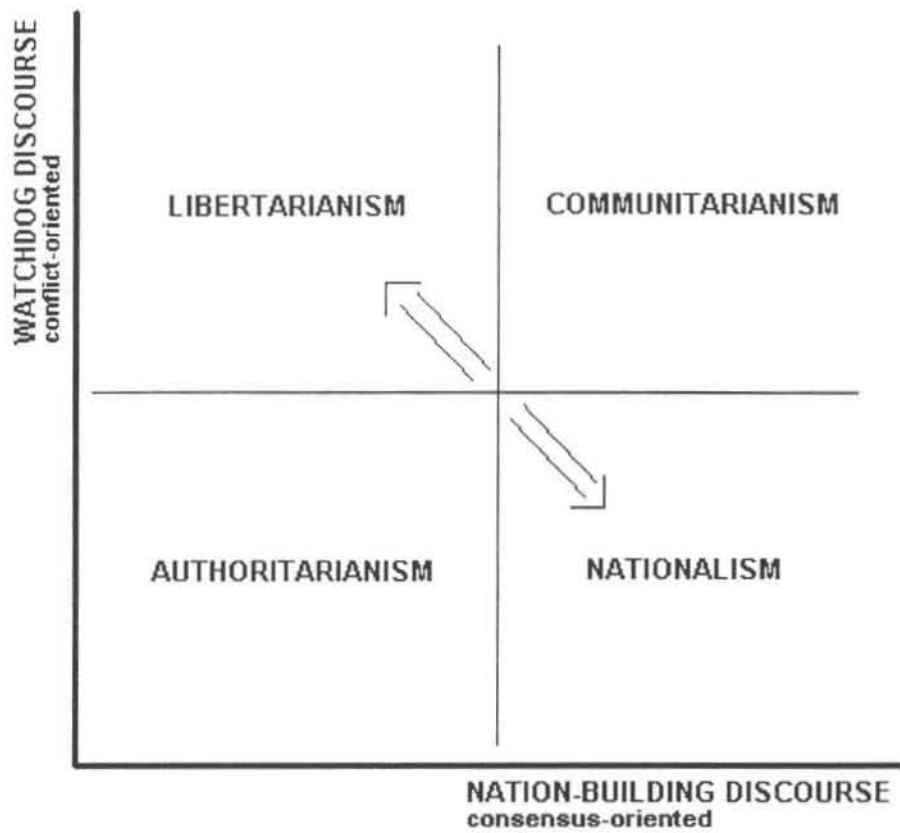 WATCHDOG DISCOURSE
conflict-oriented
LIBERTARIANISM
COMMUNITARIANISM
AUTHORITARIANISM
NATIONALISM
NATION-BUILDING DISCOURSE
consensus-oriented